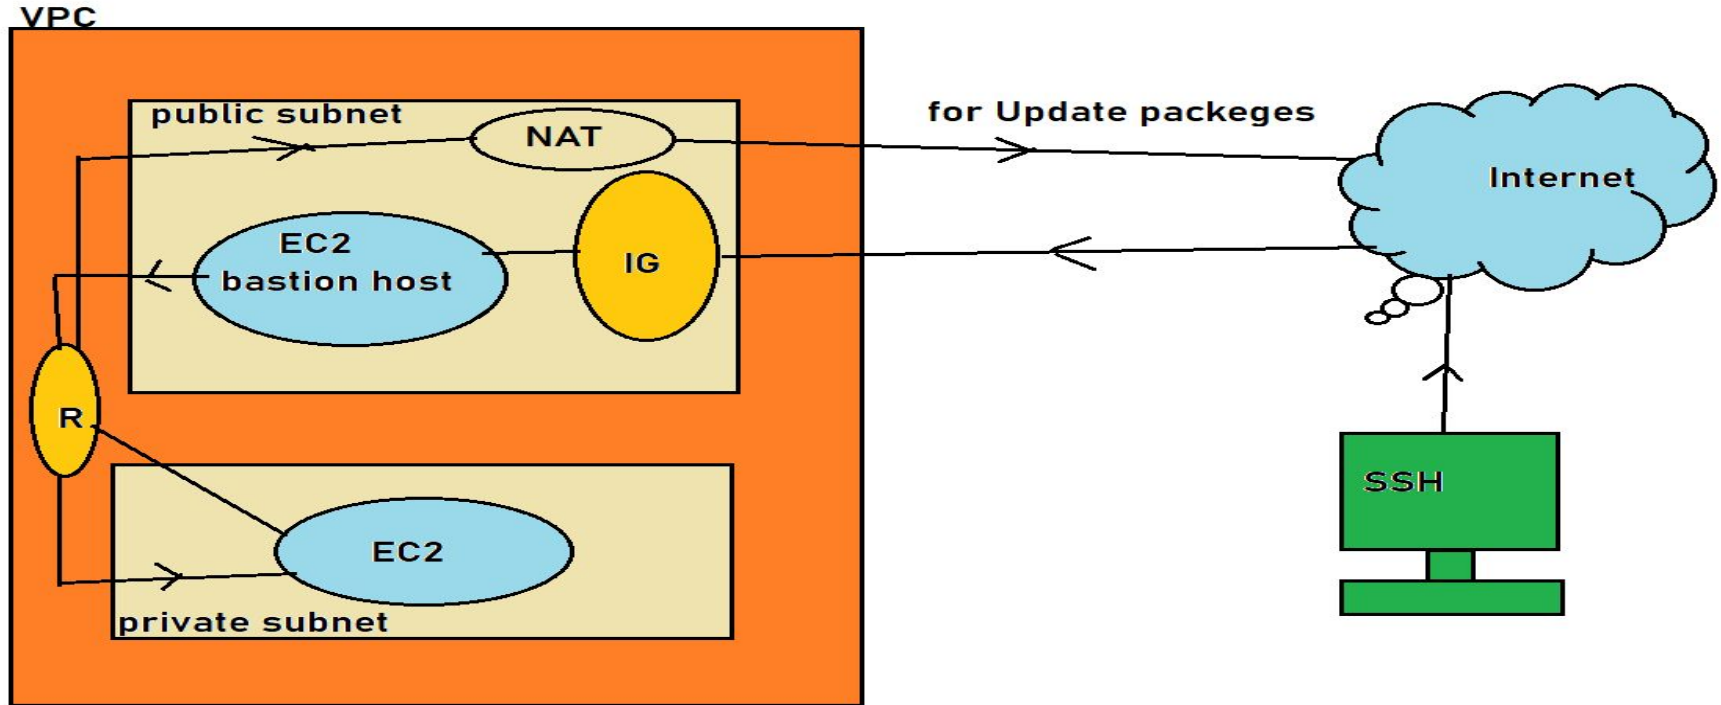 VPC
public subnet
NAT
for Update packeges
Internet
EC2
bastion host
IG
R
SSH
EC2
private subnet